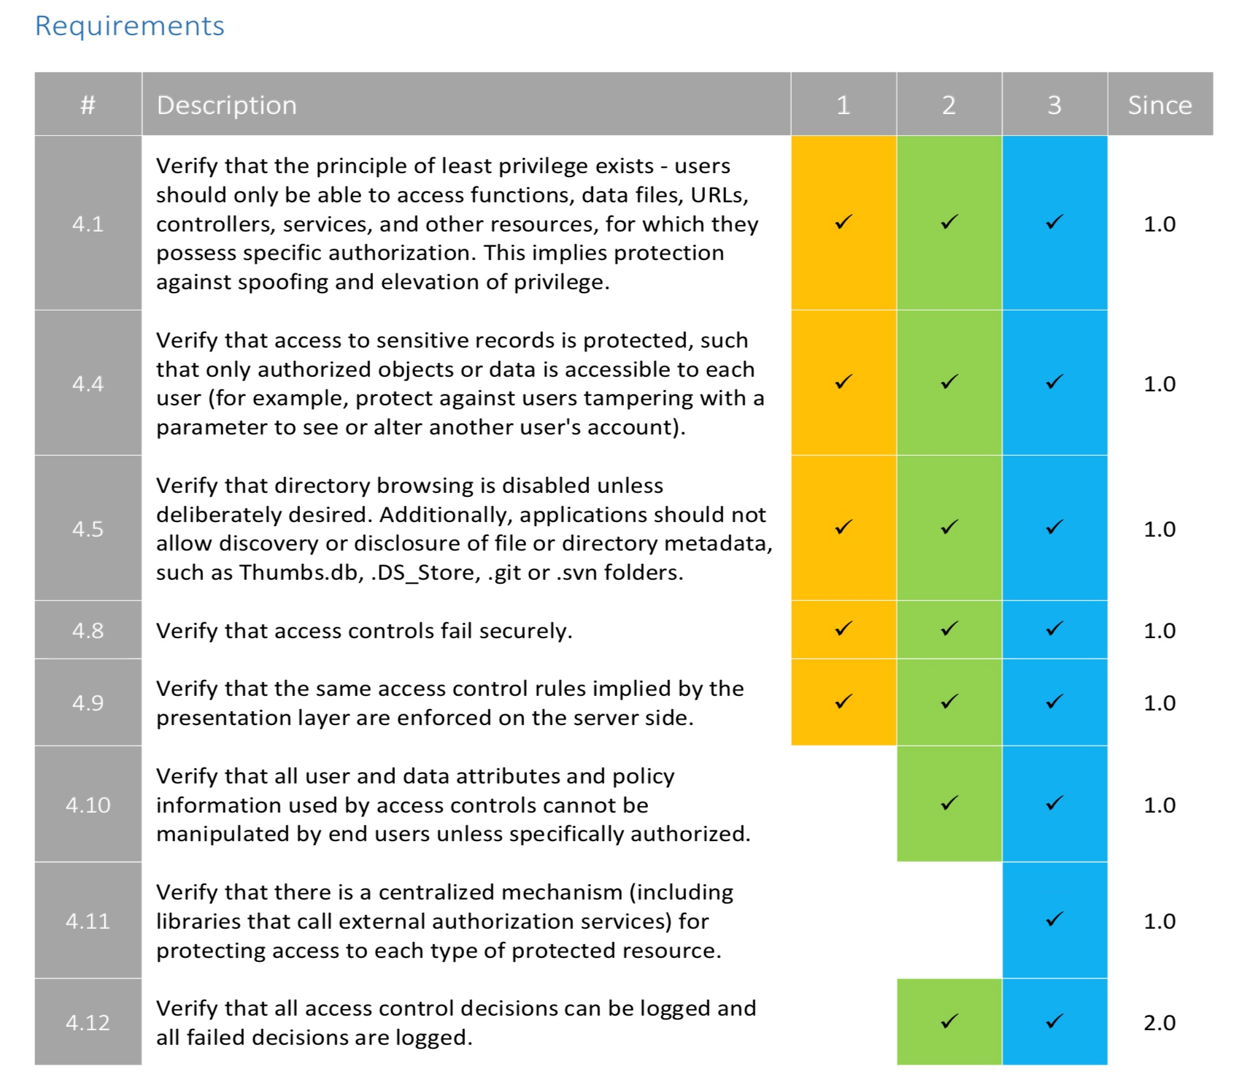 Requirements
# Description 1 2 3 Since
Verify that the principle of least privilege exists - users
should only be able to access functions, data files, URLs,
4.1 controllers, services, and other resources, for which they ✓ ✓ ✓ 1.0
possess specific authorization. This implies protection
against spoofing and elevation of privilege.
Verify that access to sensitive records is protected, such
that only authorized objects or data is accessible to each
4.4 user (for example, protect against users tampering with a ✓ ✓ ✓ 1.0
parameter to see or alter another user's account).
Verify that directory browsing is disabled unless
deliberately desired. Additionally, applications should not
4.5 allow discovery or disclosure of file or directory metadata, ✓ ✓ ✓ 1.0
such as Thumbs.db, .DS_Store, .git or .svn folders.
4.8 Verify that access controls fail securely. ✓ ✓ ✓ 1.0
Verify that the same access control rules implied by the
4.9 presentation layer are enforced on the server side. ✓ ✓ ✓ 1.0
Verify that all user and data attributes and policy
4.10 information used by access controls cannot be ✓ ✓ 1.0
manipulated by end users unless specifically authorized.
Verify that there is a centralized mechanism (including
4.11 libraries that call external authorization services) for ✓ 1.0
protecting access to each type of protected resource.
Verify that all access control decisions can be logged and
4.12 all failed decisions are logged. ✓ ✓ 2.0